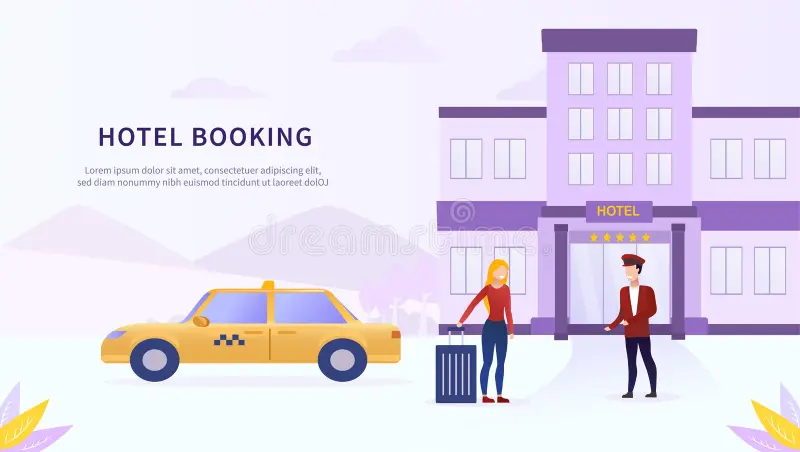 HOTEL BOOKING
Lorem ipsum dolor sit amet, consectetuer adipiscing elit,
sed diam nonummy nibh euismod tincidunt ut laoreet dolOJ
HOTEL
dreamstime